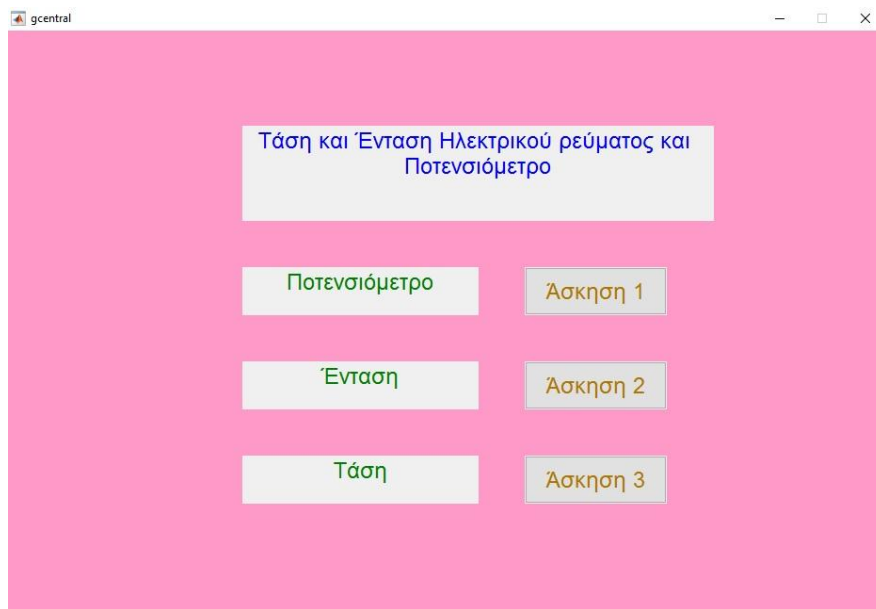 gcentral
Τάση και Ένταση Ηλεκτρικού ρεύματος και
Ποτενσιόμετρο
Ποτενσιόμετρο
Άσκηση 1
Ένταση
Άσκηση 2
Τάση
Άσκηση 3